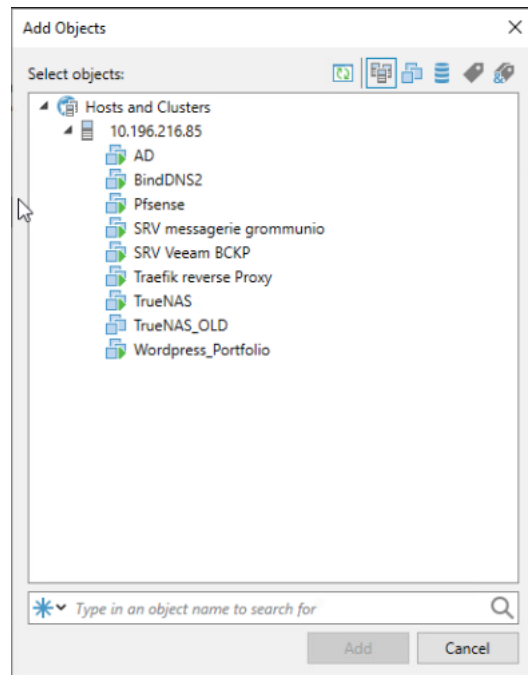 Add Objects
Select objects:
Hosts and Clusters
10.196.216.85
AD
BindDNS2
Pfsense
SRV messagerie grommunio
SRV Veeam BCKP
Traefik reverse Proxy
TrueNAS
TrueNAS_OLD
Wordpress_Portfolio
Type in an object name to search for
Add Cancel